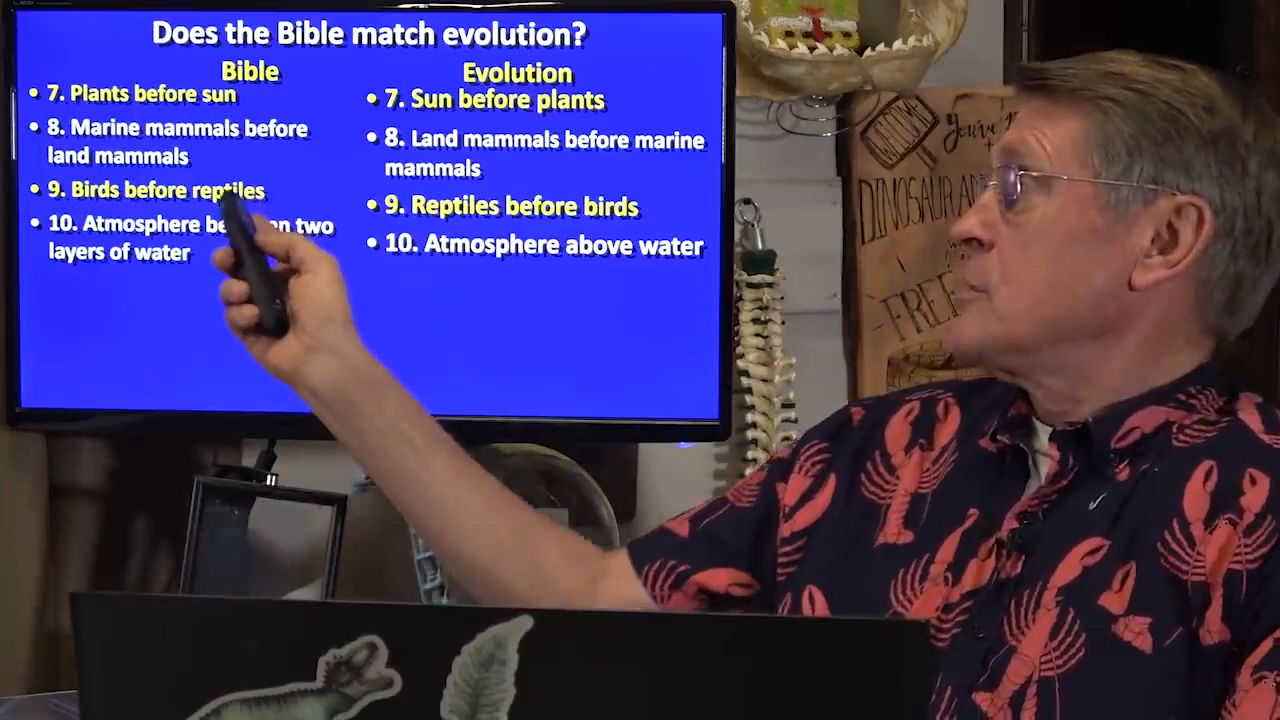 Does the Bible match evolution?
Bible
• 7. Plants before sun
• 8. Marine mammals before
land mammals
• 9. Birds before reptiles
• 10. Atmosphere two
layers of water
Evolution
• 7. Sun before plants
• 8. Land mammals before marine
mammals
• 9. Reptiles before birds
• 10. Atmosphere above water
You've
DINOSAUR
FREE